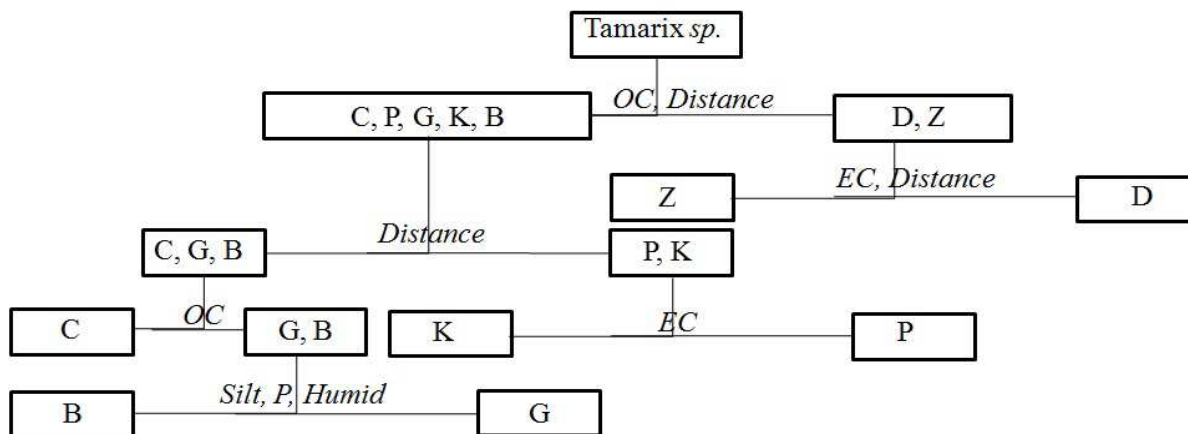 Tamarix sp.
OC, Distance
C, P, G, K, B
D, Z
EC, Distance
Z
D
Distance
C, G, B
P, K
OC
EC
C
G, B
K
P
Silt, P, Humid
B
G